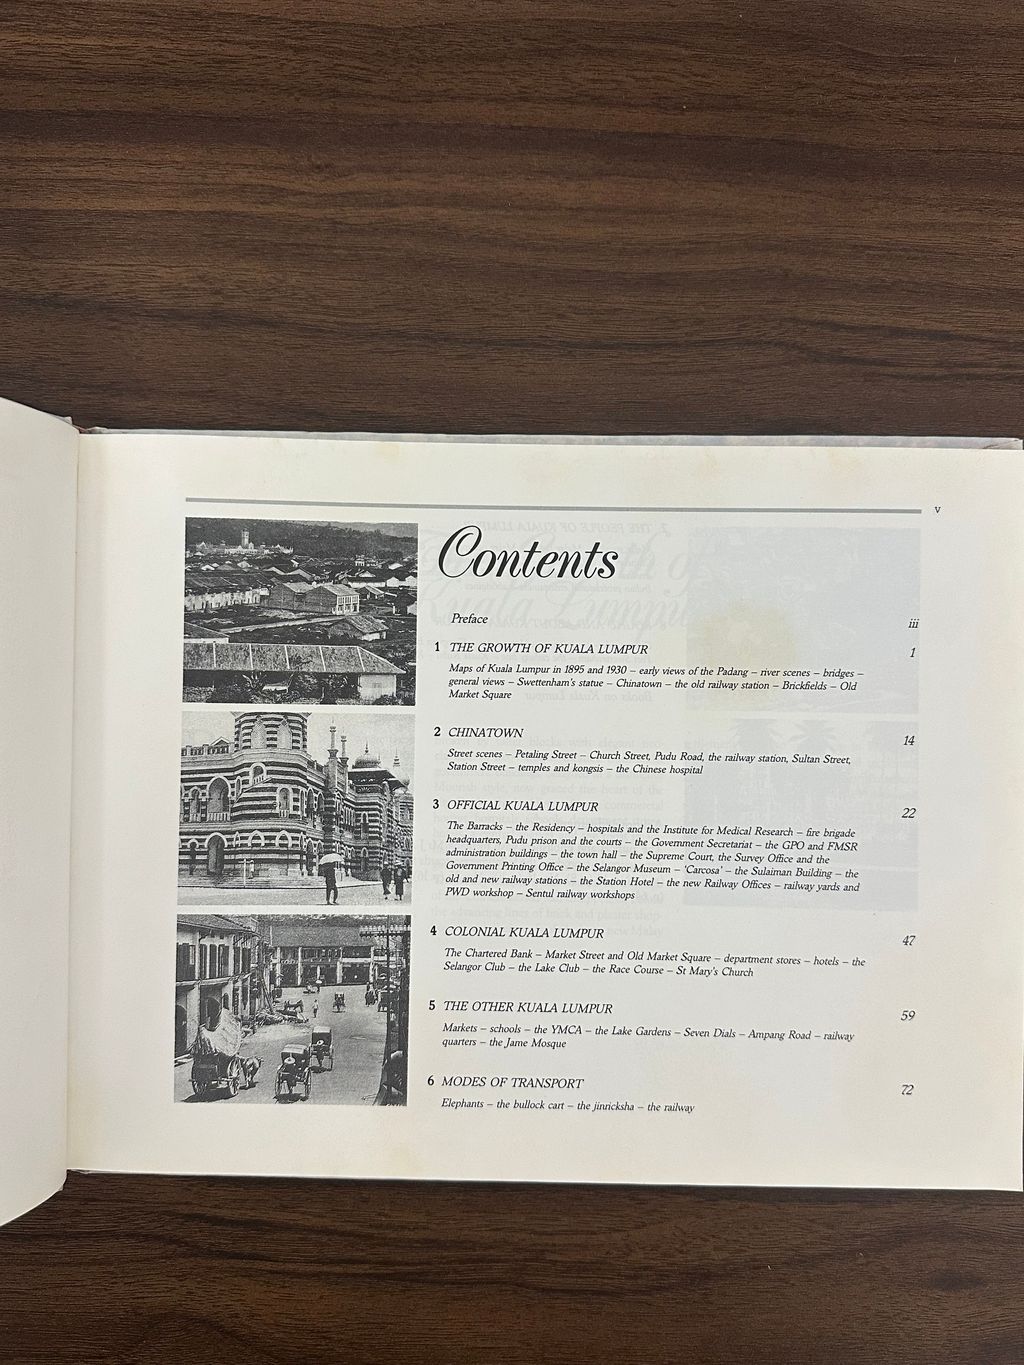 v
Contents
Preface iii
1 THE GROWTH OF KUALA LUMPUR 1
Maps of Kuala Lumpur in 1895 and 1930 – early views of the Padang – river scenes – bridges –
general views – Swettenham's statue – Chinatown – the old railway station – Brickfields – Old
Market Square
2 CHINATOWN 14
Street scenes – Petaling Street – Church Street, Pudu Road, the railway station, Sultan Street,
Station Street – temples and kongsis – the Chinese hospital
3 OFFICIAL KUALA LUMPUR 22
The Barracks – the Residency – hospitals and the Institute for Medical Research – fire brigade
headquarters, Pudu prison and the courts – the Government Secretariat – the GPO and FMSR
administration buildings – the town hall – the Supreme Court, the Survey Office and the
Government Printing Office – the Selangor Museum – 'Carcosa' – the Sulaiman Building – the
old and new railway stations – the Station Hotel – the new Railway Offices – railway yards and
PWD workshop – Sentul railway workshops
4 COLONIAL KUALA LUMPUR 47
The Chartered Bank – Market Street and Old Market Square – department stores – hotels – the
Selangor Club – the Lake Club – the Race Course – St Mary's Church
5 THE OTHER KUALA LUMPUR 59
Markets – schools – the YMCA – the Lake Gardens – Seven Dials – Ampang Road – railway
quarters – the Jame Mosque
6 MODES OF TRANSPORT 72
Elephants – the bullock cart – the jinricksha – the railway